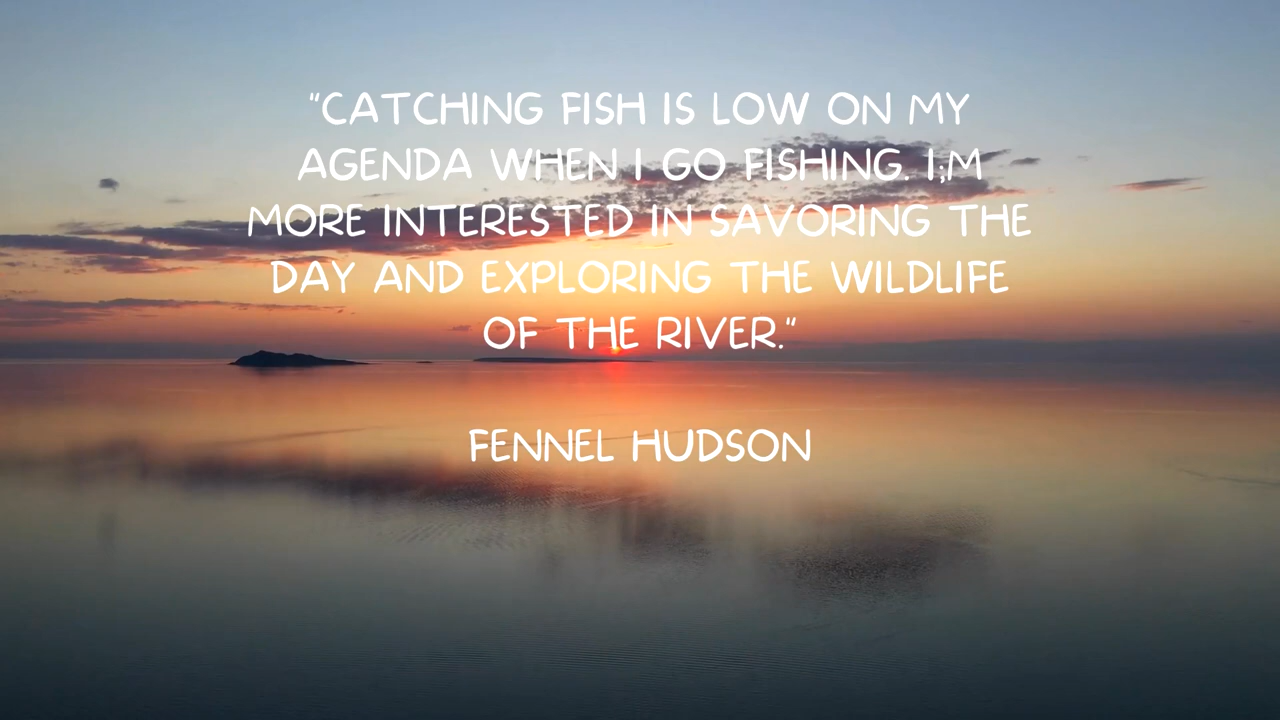 "CATCHING FISH IS LOW ON MY
AGENDA WHEN I GO FISHING. I;M
MORE INTERESTED IN SAVORING THE
DAY AND EXPLORING THE WILDLIFE
OF THE RIVER."
FENNEL HUDSON